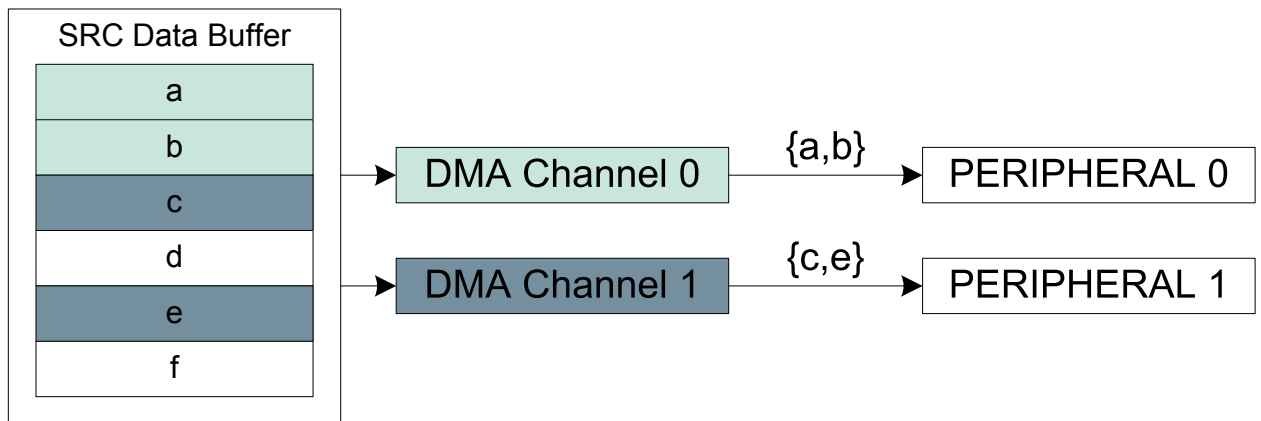 SRC Data Buffer
a
b
c
d
e
f
DMA Channel 0
{a,b}
PERIPHERAL 0
DMA Channel 1
{c,e}
PERIPHERAL 1